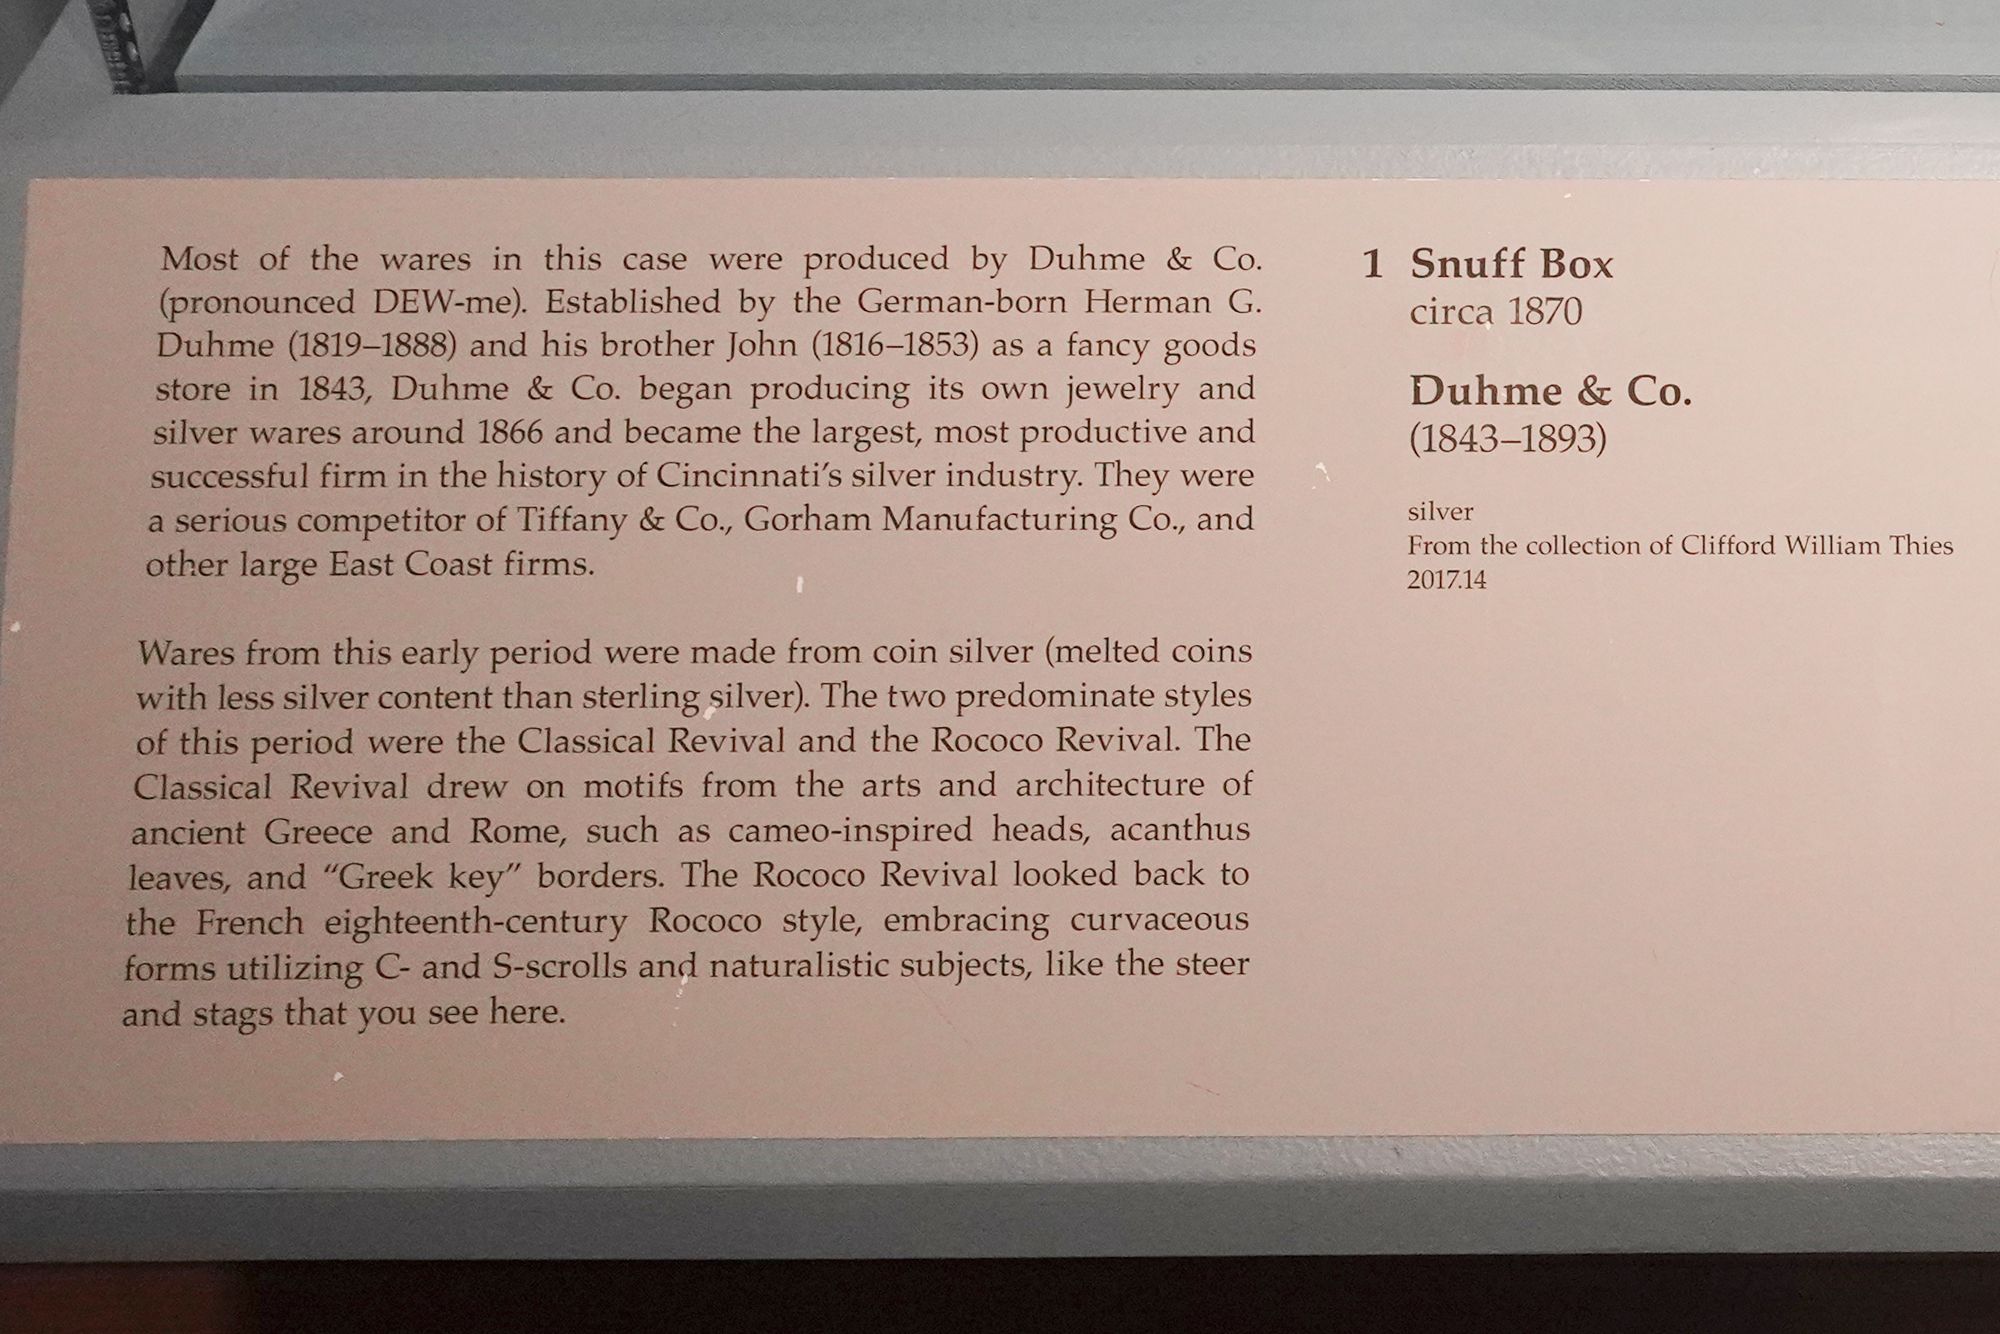 Most of the wares in this case were produced by Duhme & Co.
(pronounced DEW-me). Established by the German-born Herman G.
Duhme (1819–1888) and his brother John (1816–1853) as a fancy goods
store in 1843, Duhme & Co. began producing its own jewelry and
silver wares around 1866 and became the largest, most productive and
successful firm in the history of Cincinnati's silver industry. They were
a serious competitor of Tiffany & Co., Gorham Manufacturing Co., and
other large East Coast firms.
Wares from this early period were made from coin silver (melted coins
with less silver content than sterling silver). The two predominate styles
of this period were the Classical Revival and the Rococo Revival. The
Classical Revival drew on motifs from the arts and architecture of
ancient Greece and Rome, such as cameo-inspired heads, acanthus
leaves, and “Greek key” borders. The Rococo Revival looked back to
the French eighteenth-century Rococo style, embracing curvaceous
forms utilizing C- and S-scrolls and naturalistic subjects, like the steer
and stags that you see here.
1 Snuff Box
circa 1870
Duhme & Co.
(1843–1893)
silver
From the collection of Clifford William Thies
2017.14